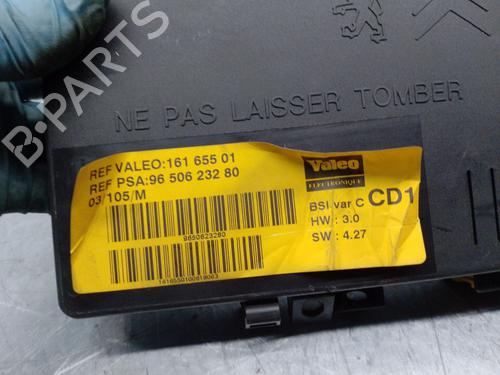 NE PAS LAISSER TOMBER
REF VALEO:161 655 01
REF PSA:96 506 232 80
03/105/M
9650623280
1616550100619063
Valeo
ELECTRONIQUE
BSI var C CD1
HW : 3.0
SW : 4.27
B-PARTS